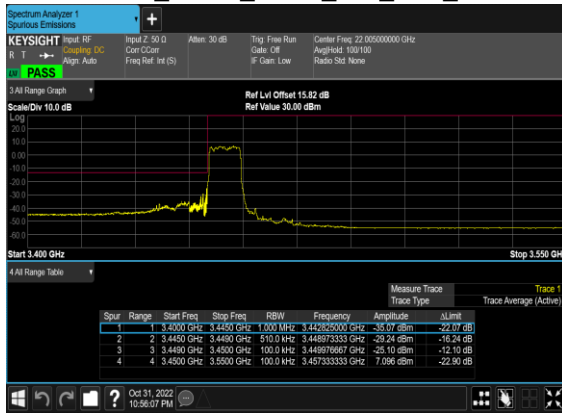 Spectrum Analyzer 1
Spurious Emissions
KEYSIGHT
R T
PASS
Input: RF
Coupling: DC
Align: Auto
Input Z: 50 Ω
Corr CCorr
Freq Ref: Int (S)
Atten: 30 dB
Trig: Free Run
Gate: Off
IF Gain: Low
Center Freq: 22.005000000 GHz
Avg|Hold: 100/100
Radio Std: None
3 All Range Graph
Scale/Div 10.0 dB
Ref Lvl Offset 15.82 dB
Ref Value 30.00 dBm
Log
20.0
10.0
0.00
-10.0
-20.0
-30.0
-40.0
-50.0
-60.0
Start 3.400 GHz
Stop 3.550 GH
4 All Range Table
Measure Trace Trace 1
Trace Type Trace Average (Active)
Spur Range Start Freq Stop Freq RBW Frequency Amplitude ΔLimit
1 1 3.4000 GHz 3.4450 GHz 1.000 MHz 3.442825000 GHz -35.07 dBm -22.07 dB
2 2 3.4450 GHz 3.4490 GHz 510.0 kHz 3.448973333 GHz -29.24 dBm -16.24 dB
3 3 3.4490 GHz 3.4500 GHz 100.0 kHz 3.449976667 GHz -25.10 dBm -12.10 dB
4 4 3.4500 GHz 3.5500 GHz 100.0 kHz 3.457333333 GHz 7.096 dBm -22.90 dB
?
Oct 31, 2022
10:56:07 PM